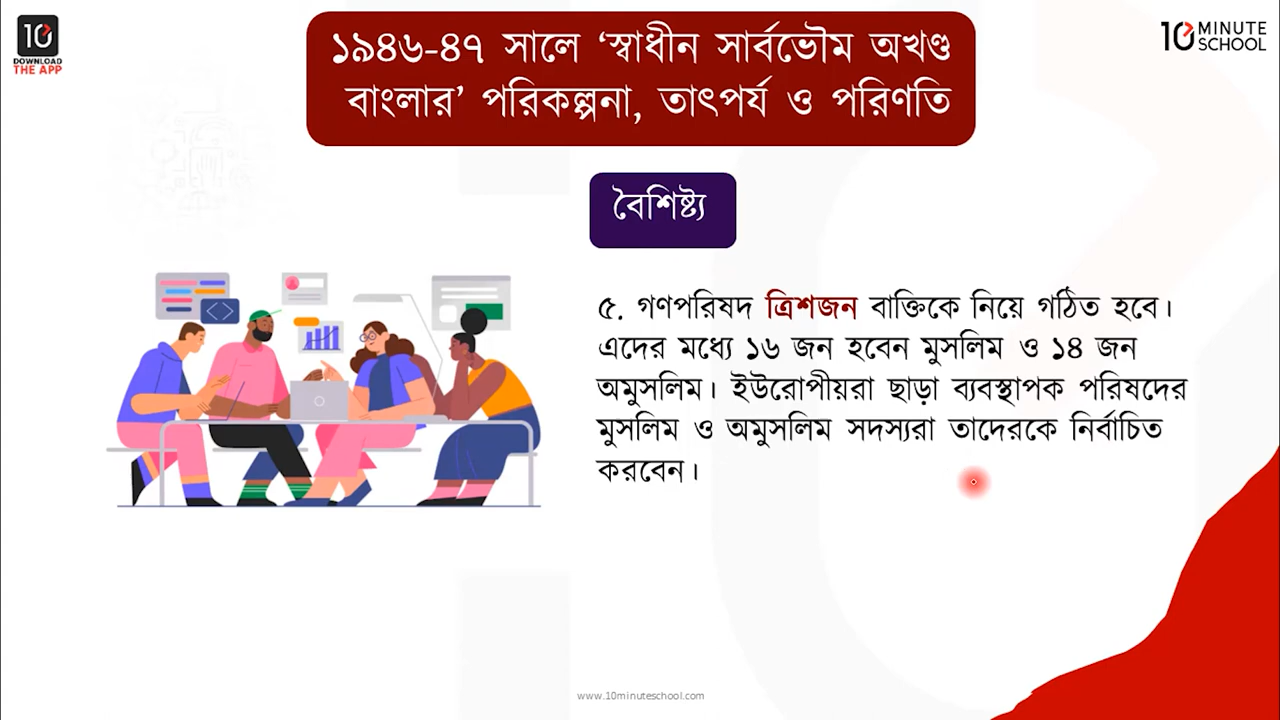 10
DOWNLOAD
THE APP
১৯৪৬-৪৭ সালে ‘স্বাধীন সার্বভৌম অখণ্ড
বাংলার’ পরিকল্পনা, তাৎপর্য ও পরিণতি
10 MINUTE
SCHOOL
বৈশিষ্ট্য
৫. গণপরিষদ ত্রিশজন বাক্তিকে নিয়ে গঠিত হবে।
এদের মধ্যে ১৬ জন হবেন মুসলিম ও ১৪ জন
অমুসলিম। ইউরোপীয়রা ছাড়া ব্যবস্থাপক পরিষদের
মুসলিম ও অমুসলিম সদস্যরা তাদেরকে নির্বাচিত
করবেন।
www.10minuteschool.com